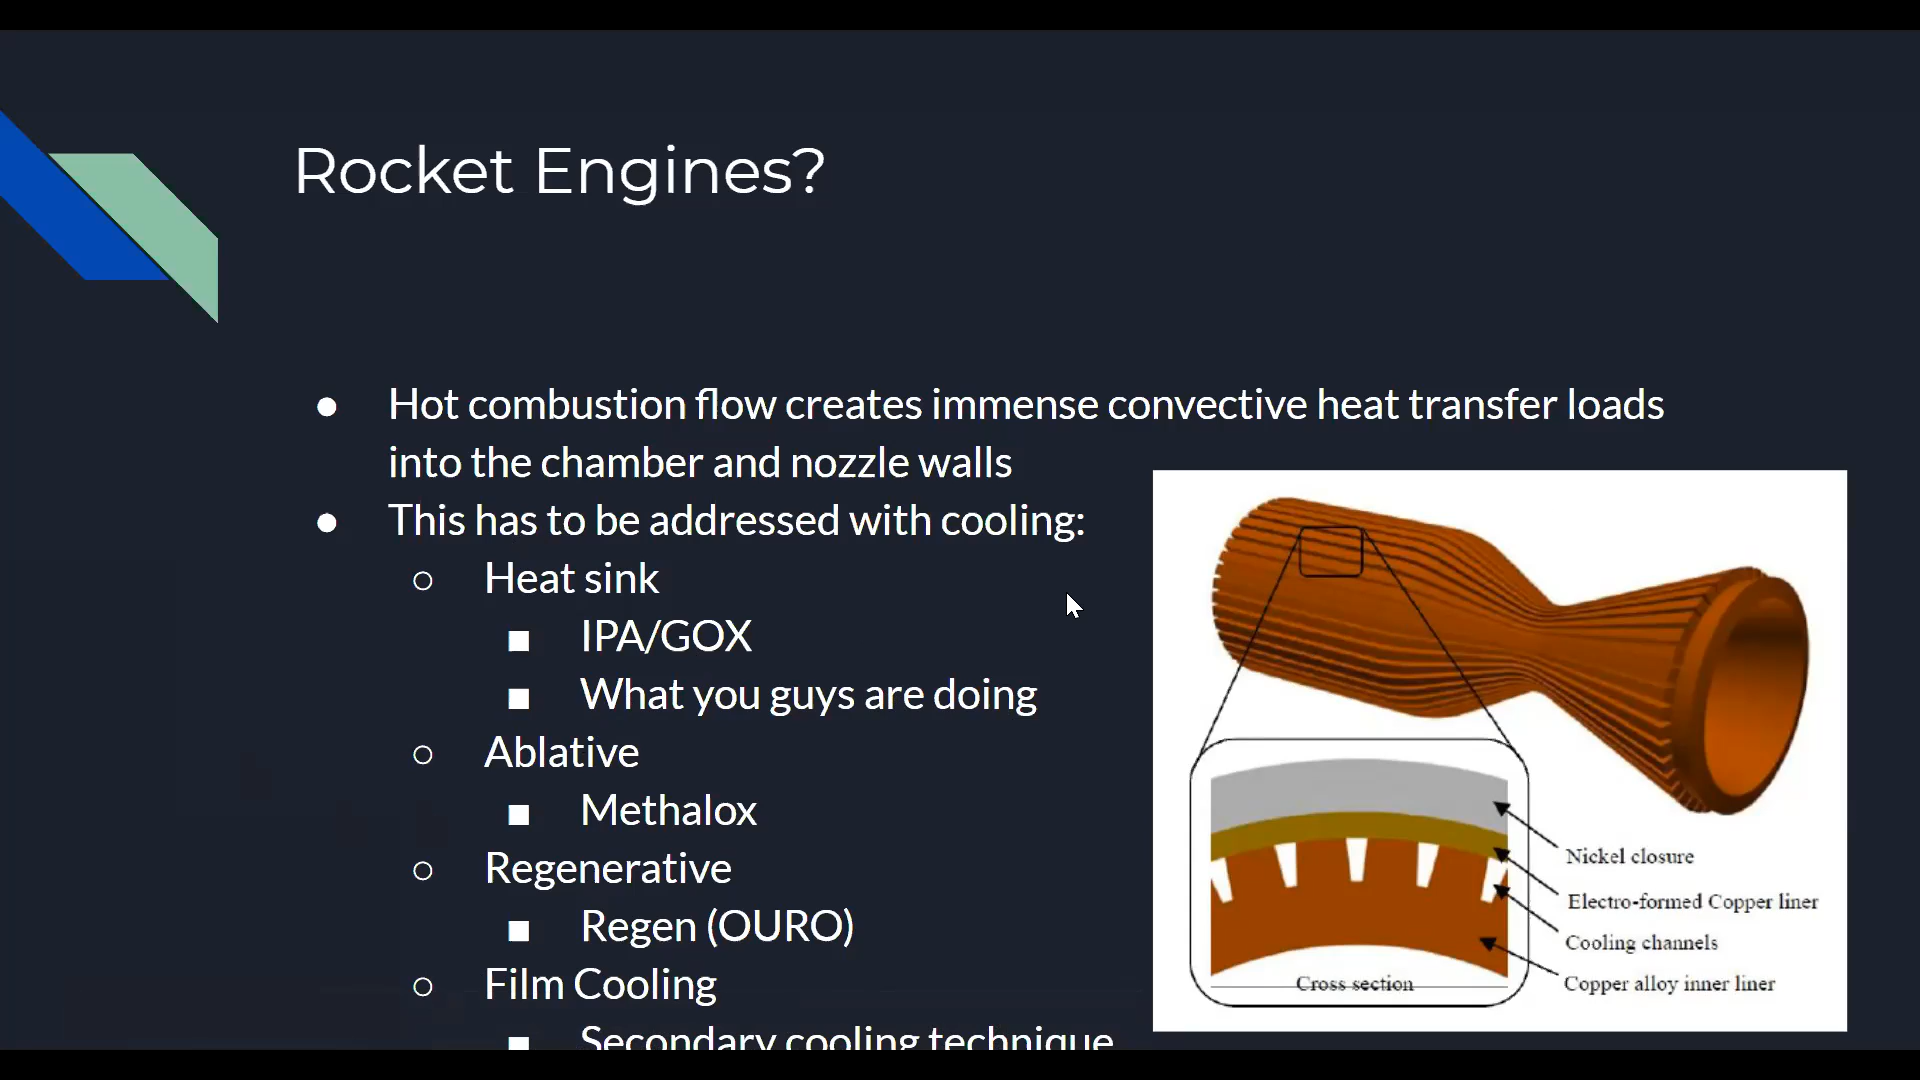 Rocket Engines?
● Hot combustion flow creates immense convective heat transfer loads
into the chamber and nozzle walls
● This has to be addressed with cooling:
○ Heat sink
■ IPA/GOX
■ What you guys are doing
○ Ablative
■ Methalox
○ Regenerative
■ Regen (OURO)
○ Film Cooling
■ Secondary cooling technique
Nickel closure
Electro-formed Copper liner
Cooling channels
Copper alloy inner liner
Cross section